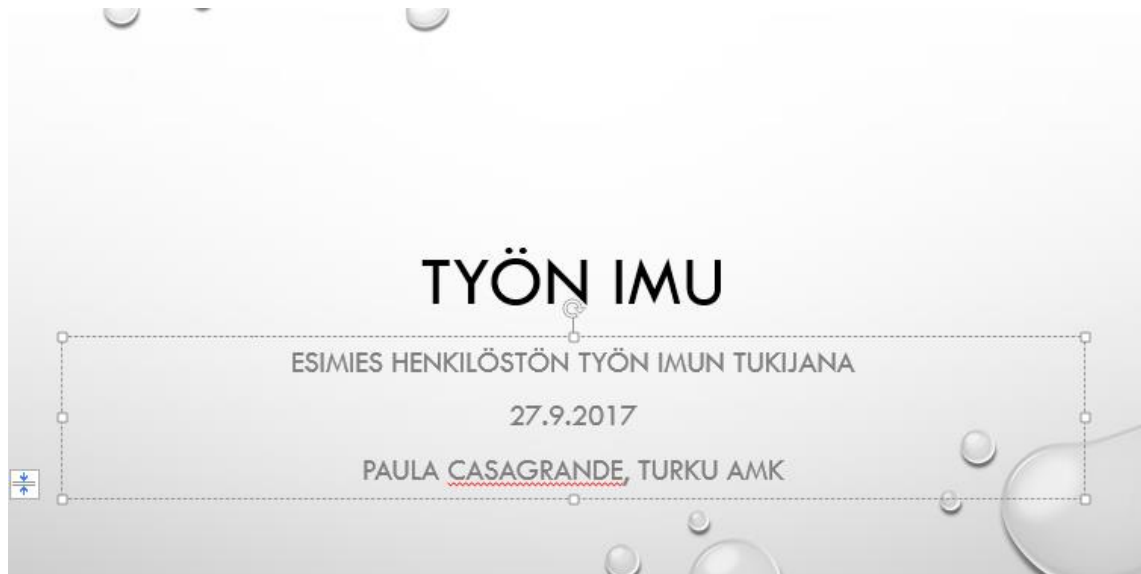 TYÖN IMU
ESIMIES HENKILÖSTÖN TYÖN IMUN TUKIJANA
27.9.2017
PAULA CASAGRANDE, TURKU AMK